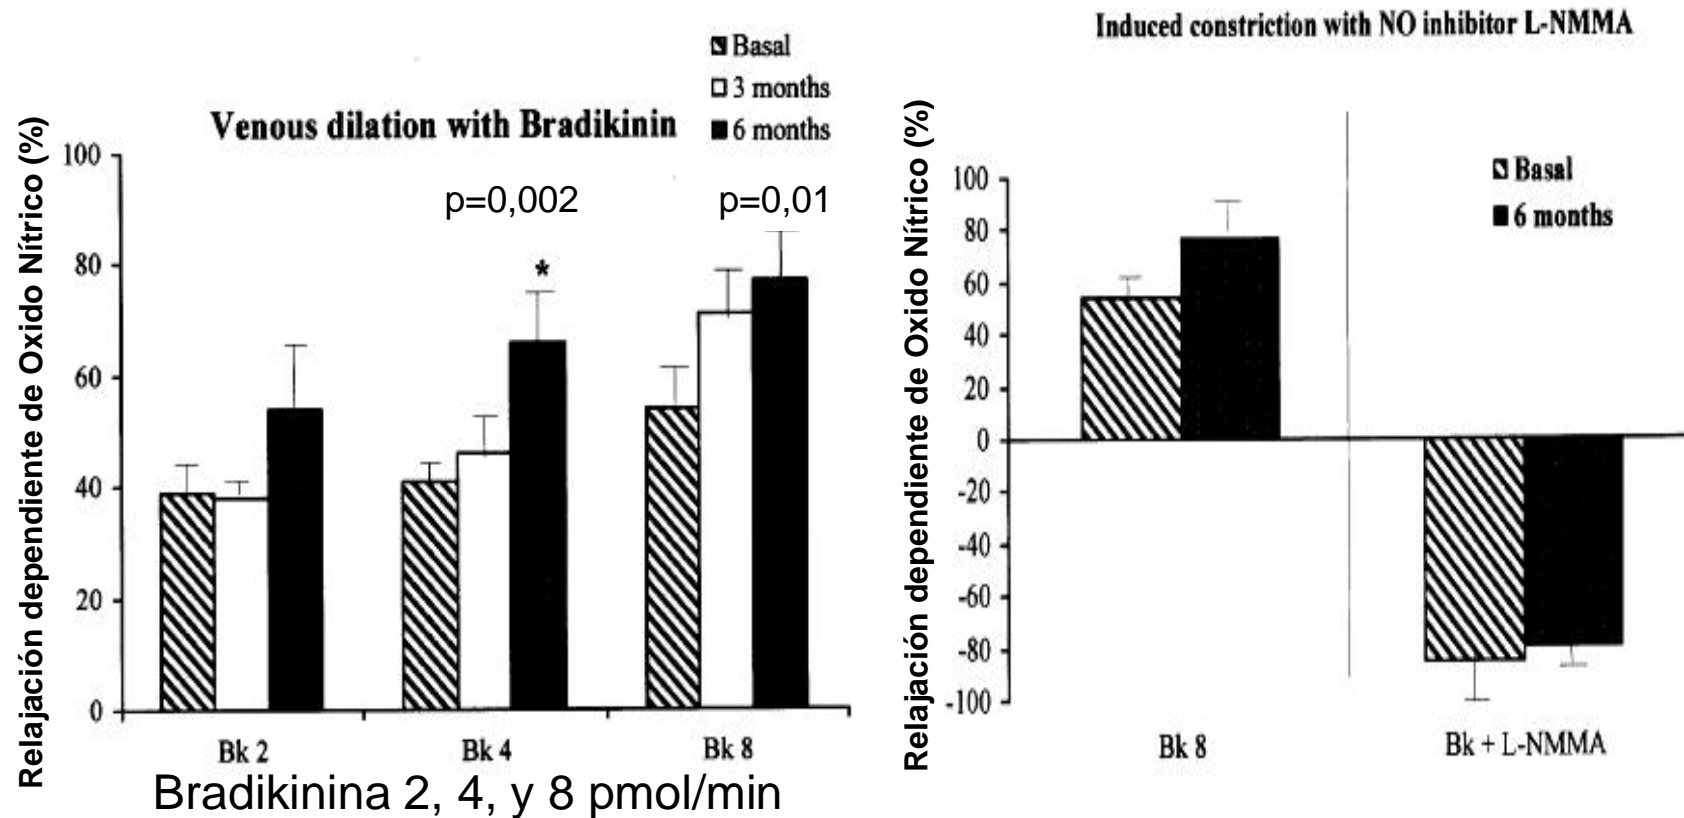 Basal
3 months
6 months
Venous dilation with Bradikinin
Relajación dependiente de Oxido Nítrico (%)
100
80
60
40
20
0
p=0,002
p=0,01
*
Bk 2
Bk 4
Bk 8
Bradikinina 2, 4, y 8 pmol/min
Induced constriction with NO inhibitor L-NMMA
Relajación dependiente de Oxido Nítrico (%)
Basal
6 months
100
80
60
40
20
0
-20
-40
-60
-80
-100
Bk 8
Bk + L-NMMA